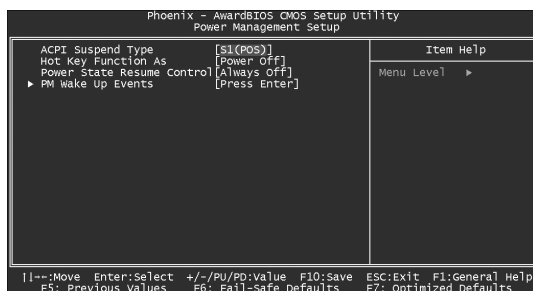 Phoenix - AwardBIOS CMOS Setup Utility
Power Management Setup
ACPI Suspend Type [S1(POS)]
Hot Key Function As [Power Off]
Power State Resume Control[Always Off]
▶ PM Wake Up Events [Press Enter]
Item Help
Menu Level ▶
↑↓→←:Move Enter:Select +/-/PU/PD:Value F10:Save ESC:Exit F1:General Help
F5: Previous Values F6: Fail-Safe Defaults F7: Optimized Defaults